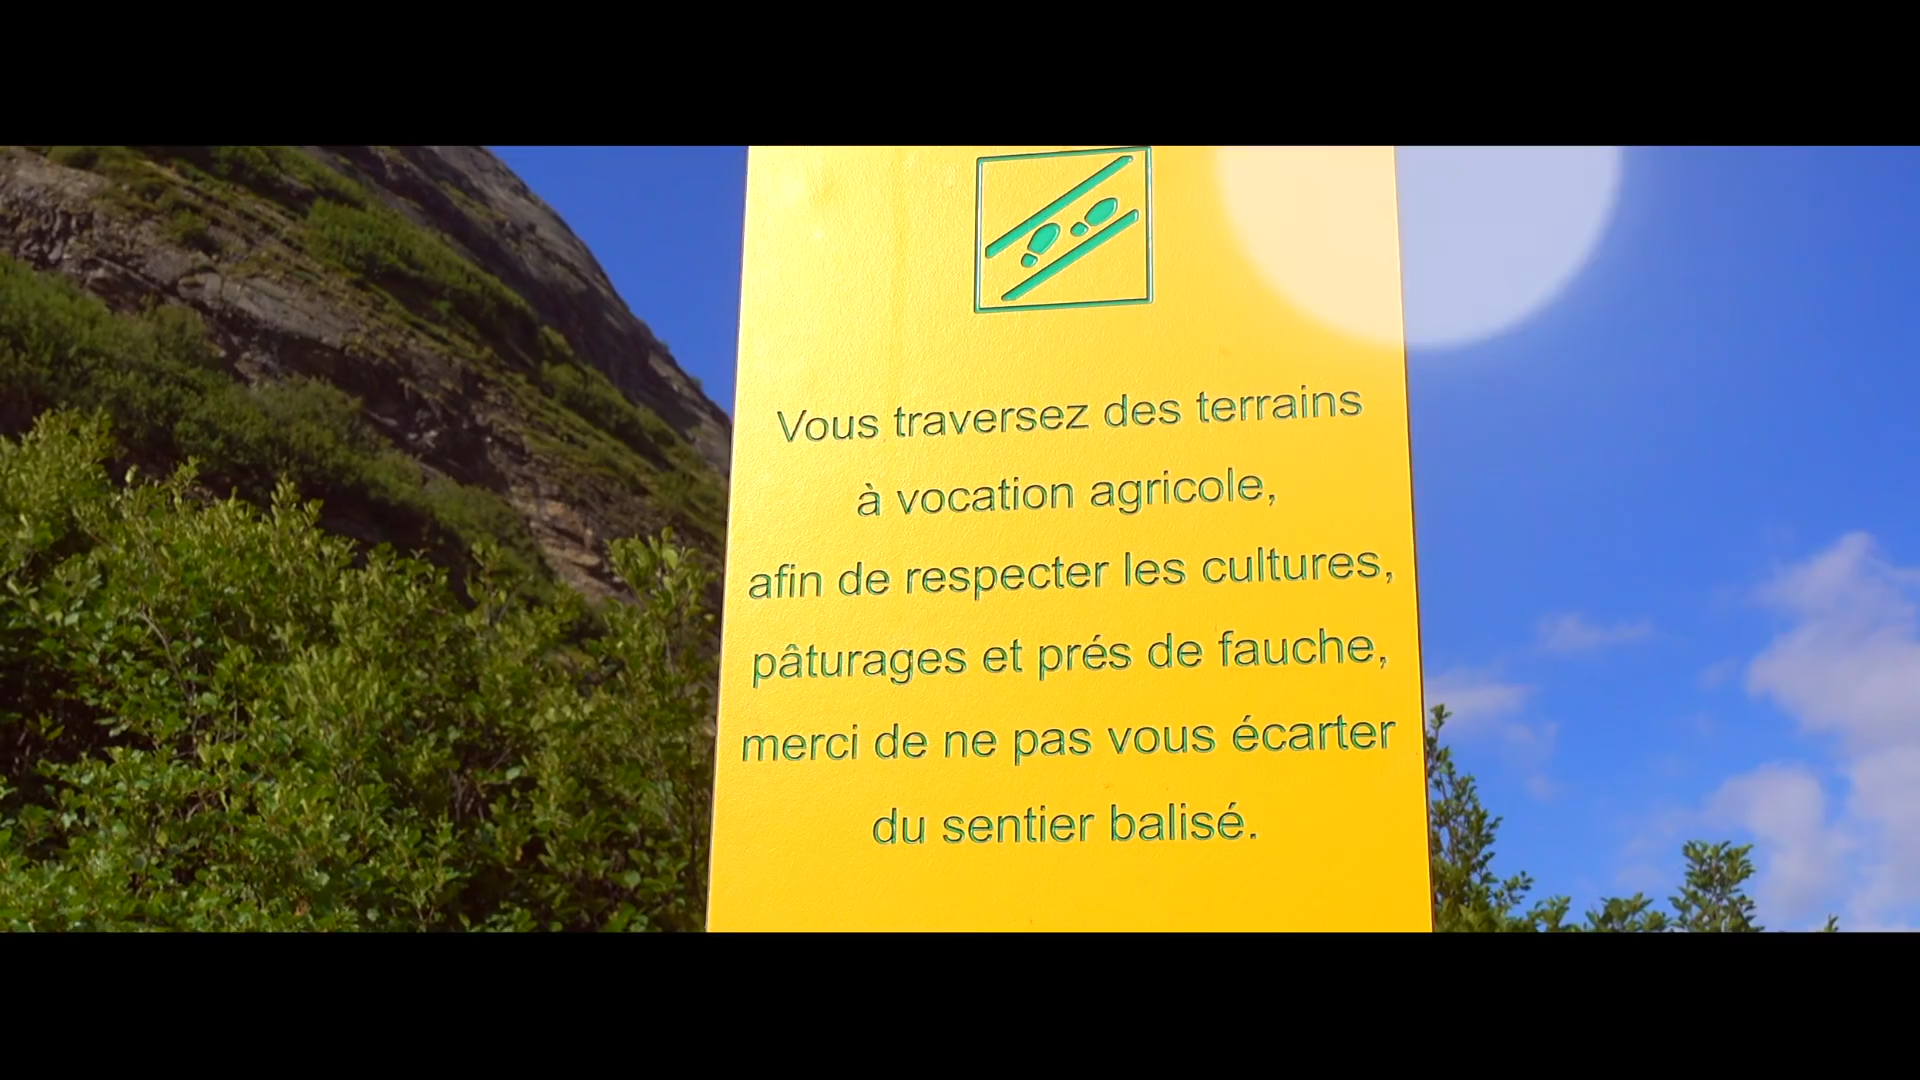 Vous traversez des terrains
à vocation agricole,
afin de respecter les cultures,
pâturages et prés de fauche,
merci de ne pas vous écarter
du sentier balisé.